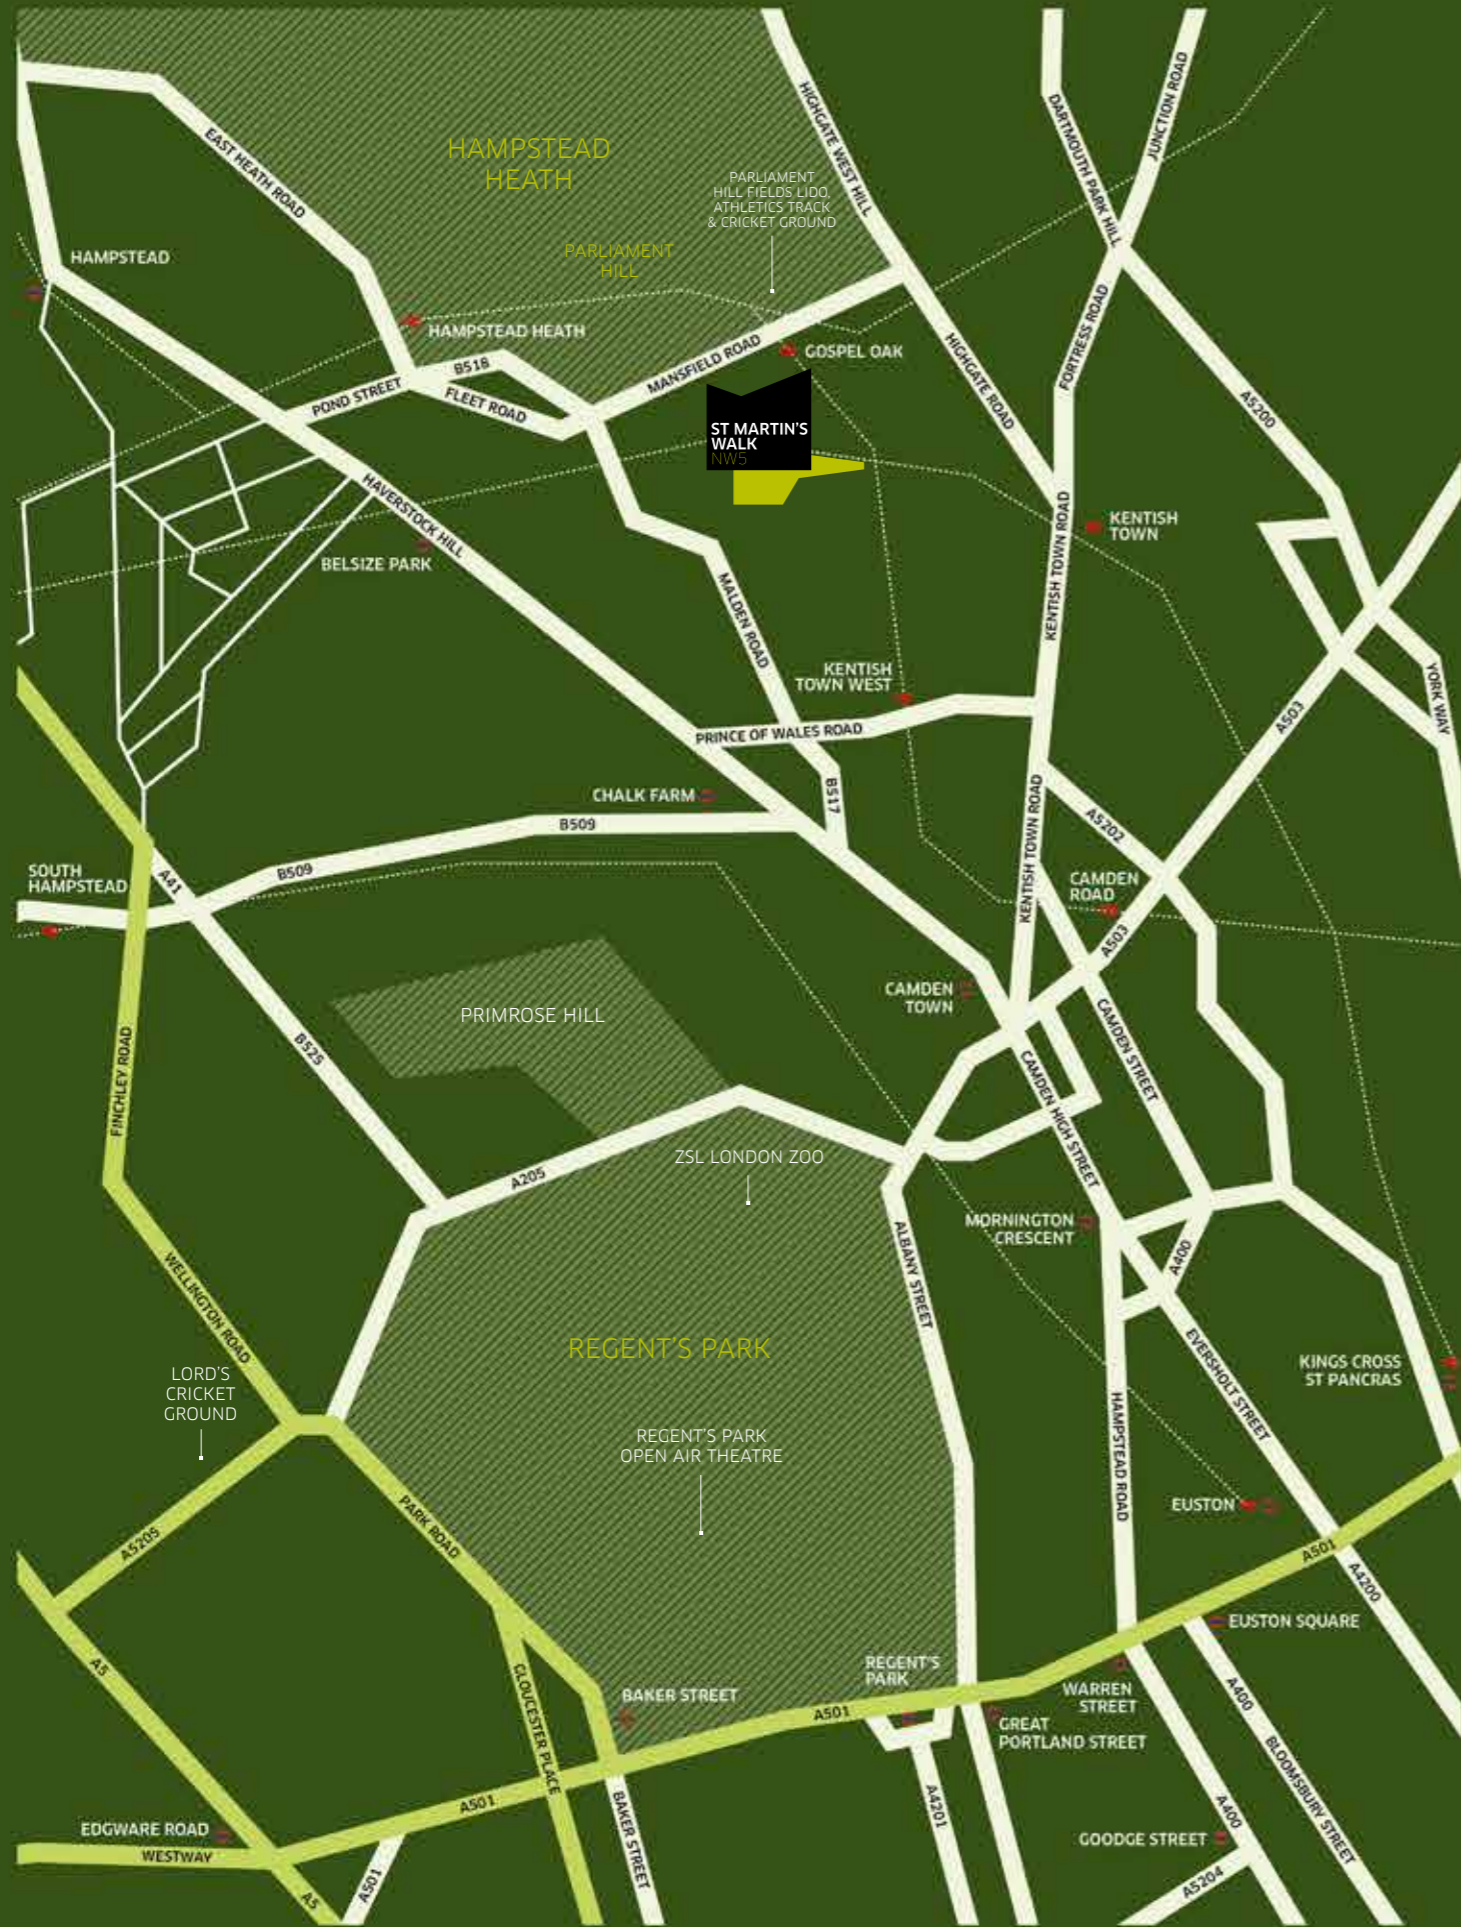 HIGHGATE WEST HILL
DARTMOUTH PARK HILL
JUNCTION ROAD
EAST HEATH ROAD
HAMPSTEAD
HEATH
PARLIAMENT
HILL FIELDS LIDO,
ATHLETICS TRACK
& CRICKET GROUND
HAMPSTEAD
PARLIAMENT
HILL
HAMPSTEAD HEATH
GOSPEL OAK
MANSFIELD ROAD
HIGHGATE ROAD
FORTRESS ROAD
B518
POND STREET
FLEET ROAD
A5200
ST MARTIN'S
WALK
NW5
HAVERSTOCK HILL
KENTISH
TOWN
BELSIZE PARK
KENTISH TOWN ROAD
MALDEN ROAD
KENTISH
TOWN WEST
YORK WAY
A503
PRINCE OF WALES ROAD
CHALK FARM
B517
B509
A5202
KENTISH TOWN ROAD
SOUTH
HAMPSTEAD
A41
B509
CAMDEN
ROAD
A503
CAMDEN
TOWN
PRIMROSE HILL
B525
FINCHLEY ROAD
CAMDEN STREET
CAMDEN HIGH STREET
ZSL LONDON ZOO
A205
MORNINGTON
CRESCENT
ALBANY STREET
A400
WELLINGTON ROAD
REGENT'S PARK
EVERSHOLT STREET
KINGS CROSS
ST PANCRAS
LORD'S
CRICKET
GROUND
HAMPSTEAD ROAD
REGENT'S PARK
OPEN AIR THEATRE
EUSTON
PARK ROAD
A5205
A501
A4200
EUSTON SQUARE
A5
GLOUCESTER PLACE
REGENT'S
PARK
BAKER STREET
WARREN
STREET
A400
A501
GREAT
PORTLAND STREET
BLOOMSBURY STREET
A501
BAKER STREET
A4201
A400
EDGWARE ROAD
WESTWAY
GOODGE STREET
A501
A5
A5204